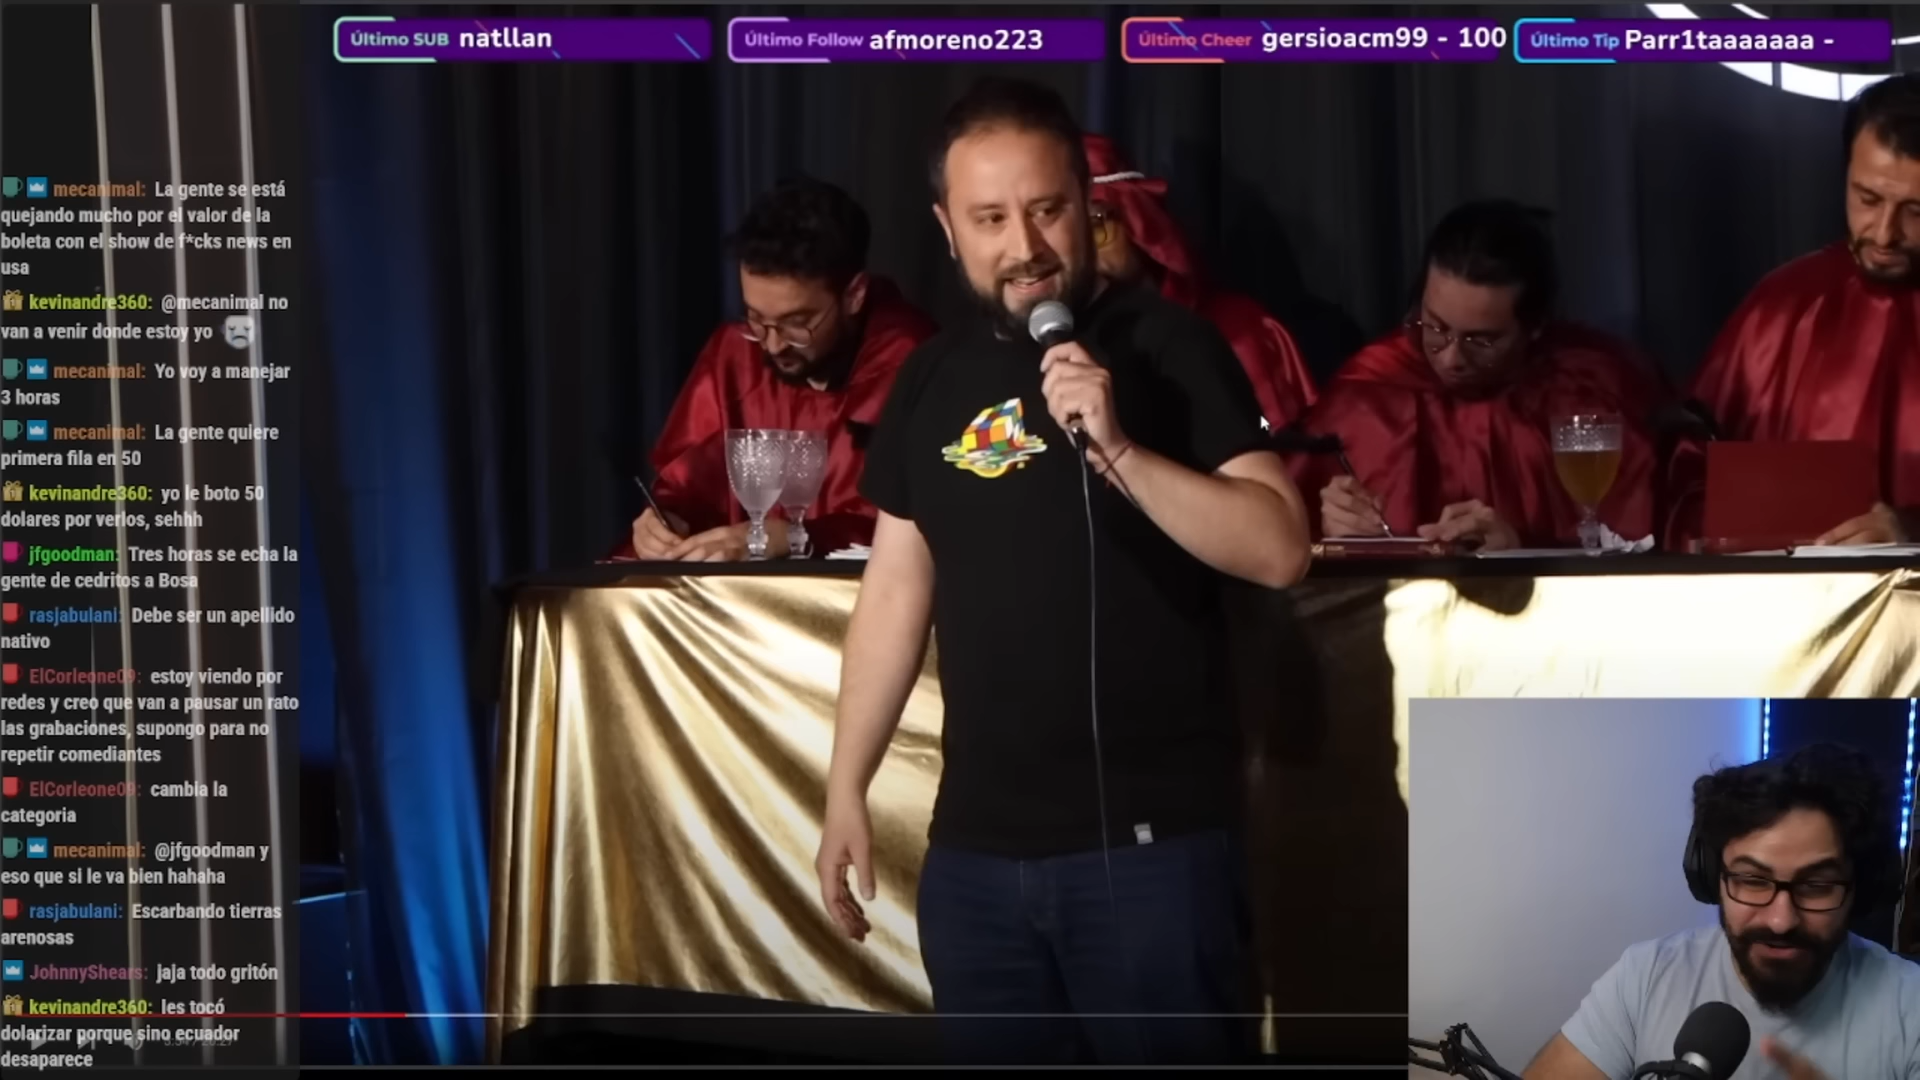 Último SUB natllan
Último Follow afmoreno223
Último Cheer gersioacm99 - 100
Último Tip Parr1taaaaaaa -
mecanimal: La gente se está
quejando mucho por el valor de la
boleta con el show de f*cks news en
usa
kevinandre360: @mecanimal no
van a venir donde estoy yo
mecanimal: Yo voy a manejar
3 horas
mecanimal: La gente quiere
primera fila en 50
kevinandre360: yo le boto 50
dolares por verlos, sehhh
jfgoodman: Tres horas se echa la
gente de cedritos a Bosa
rasjabulani: Debe ser un apellido
nativo
ElCorleone09: estoy viendo por
redes y creo que van a pausar un rato
las grabaciones, supongo para no
repetir comediantes
ElCorleone09: cambia la
categoria
mecanimal: @jfgoodman y
eso que si le va bien hahaha
rasjabulani: Escarbando tierras
arenosas
JohnnyShears: jaja todo gritón
kevinandre360: les tocó
dolarizar porque sino ecuador
desaparece